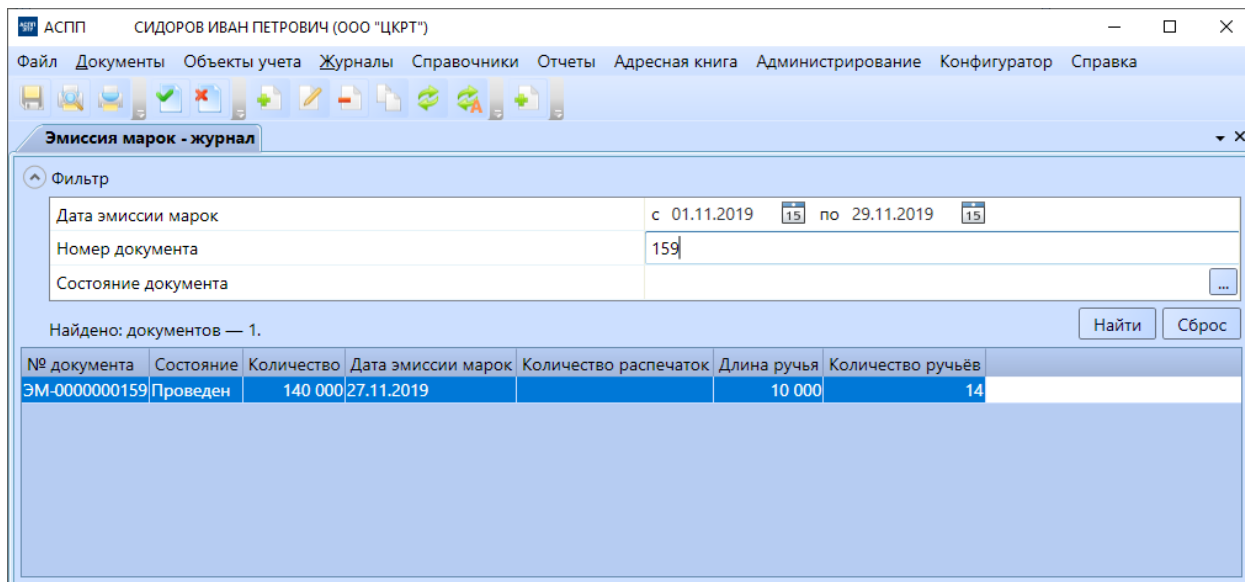 АСПП СИДОРОВ ИВАН ПЕТРОВИЧ (ООО "ЦКРТ")
Файл Документы Объекты учета Журналы Справочники Отчеты Адресная книга Администрирование Конфигуратор Справка
Эмиссия марок - журнал
Фильтр
Дата эмиссии марок с 01.11.2019 15 по 29.11.2019 15
Номер документа 159
Состояние документа ...
Найдено: документов — 1. Найти Сброс
№ документа Состояние Количество Дата эмиссии марок Количество распечаток Длина ручья Количество ручьёв
ЭМ-0000000159 Проведен 140 000 27.11.2019 10 000 14